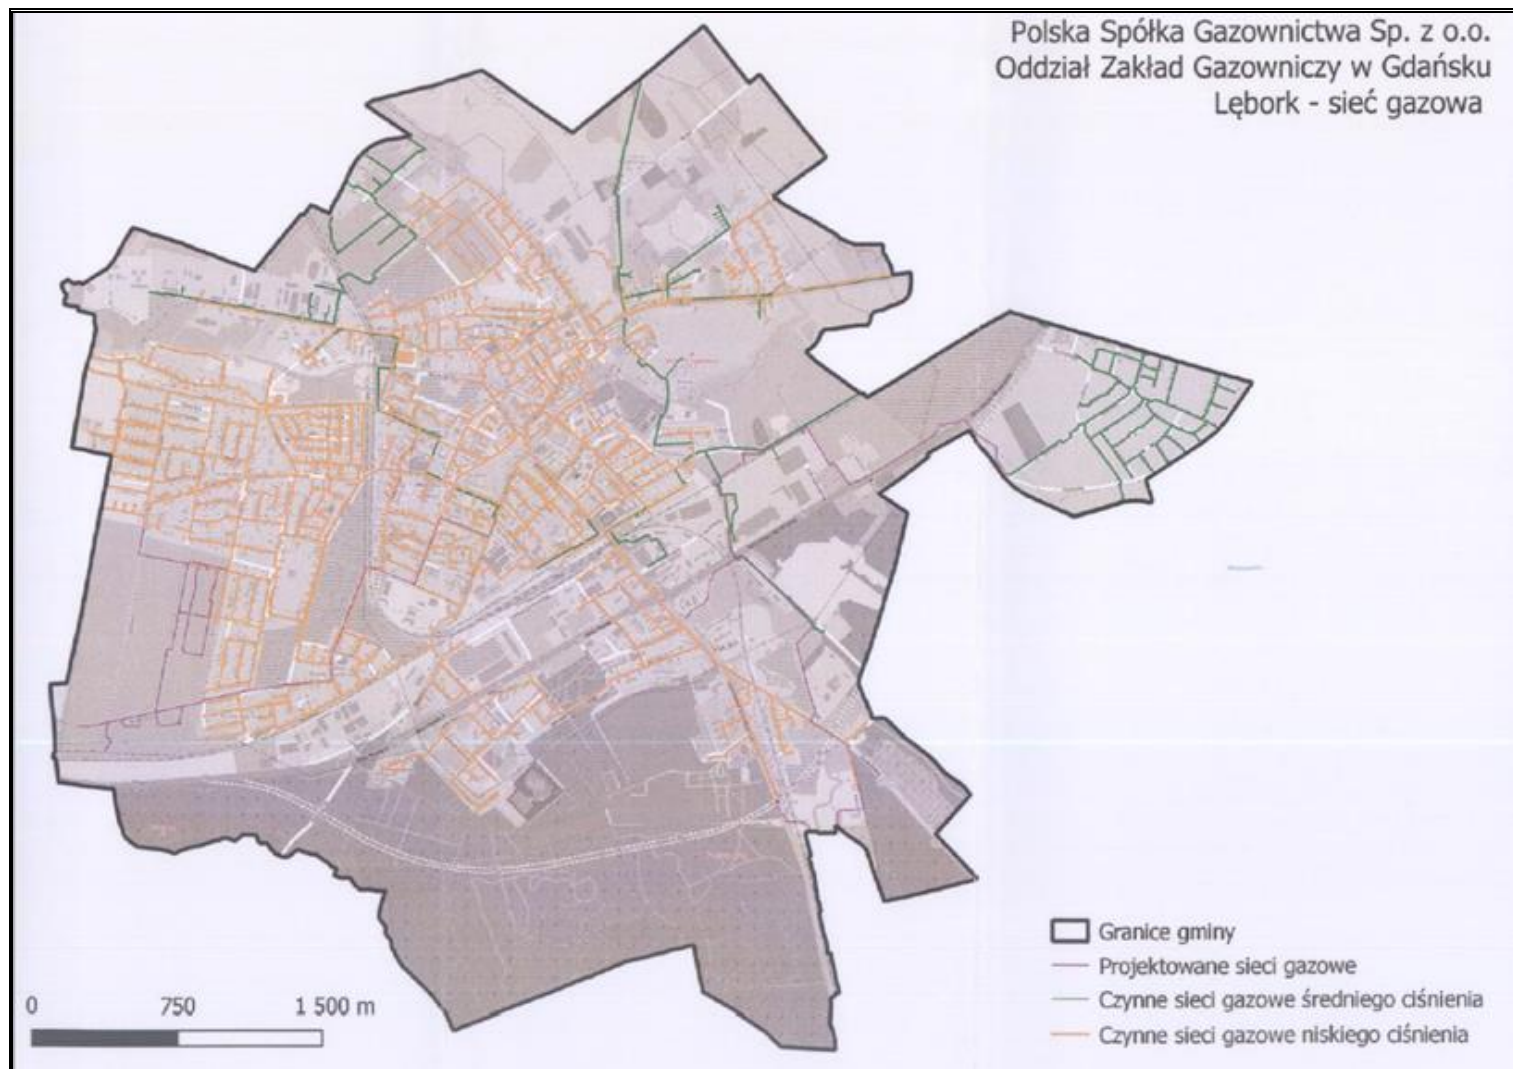 Polska Spółka Gazownictwa Sp. z o.o.
Oddział Zakład Gazowniczy w Gdańsku
Lębork - sieć gazowa
Granice gminy
Projektowane sieci gazowe
Czynne sieci gazowe średniego ciśnienia
Czynne sieci gazowe niskiego ciśnienia
0 750 1 500 m